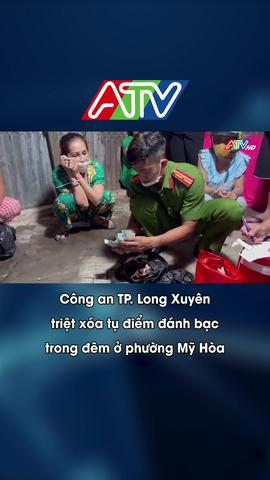 ATV
ATV HD
Công an TP. Long Xuyên
triệt xóa tụ điểm đánh bạc
trong đêm ở phường Mỹ Hòa